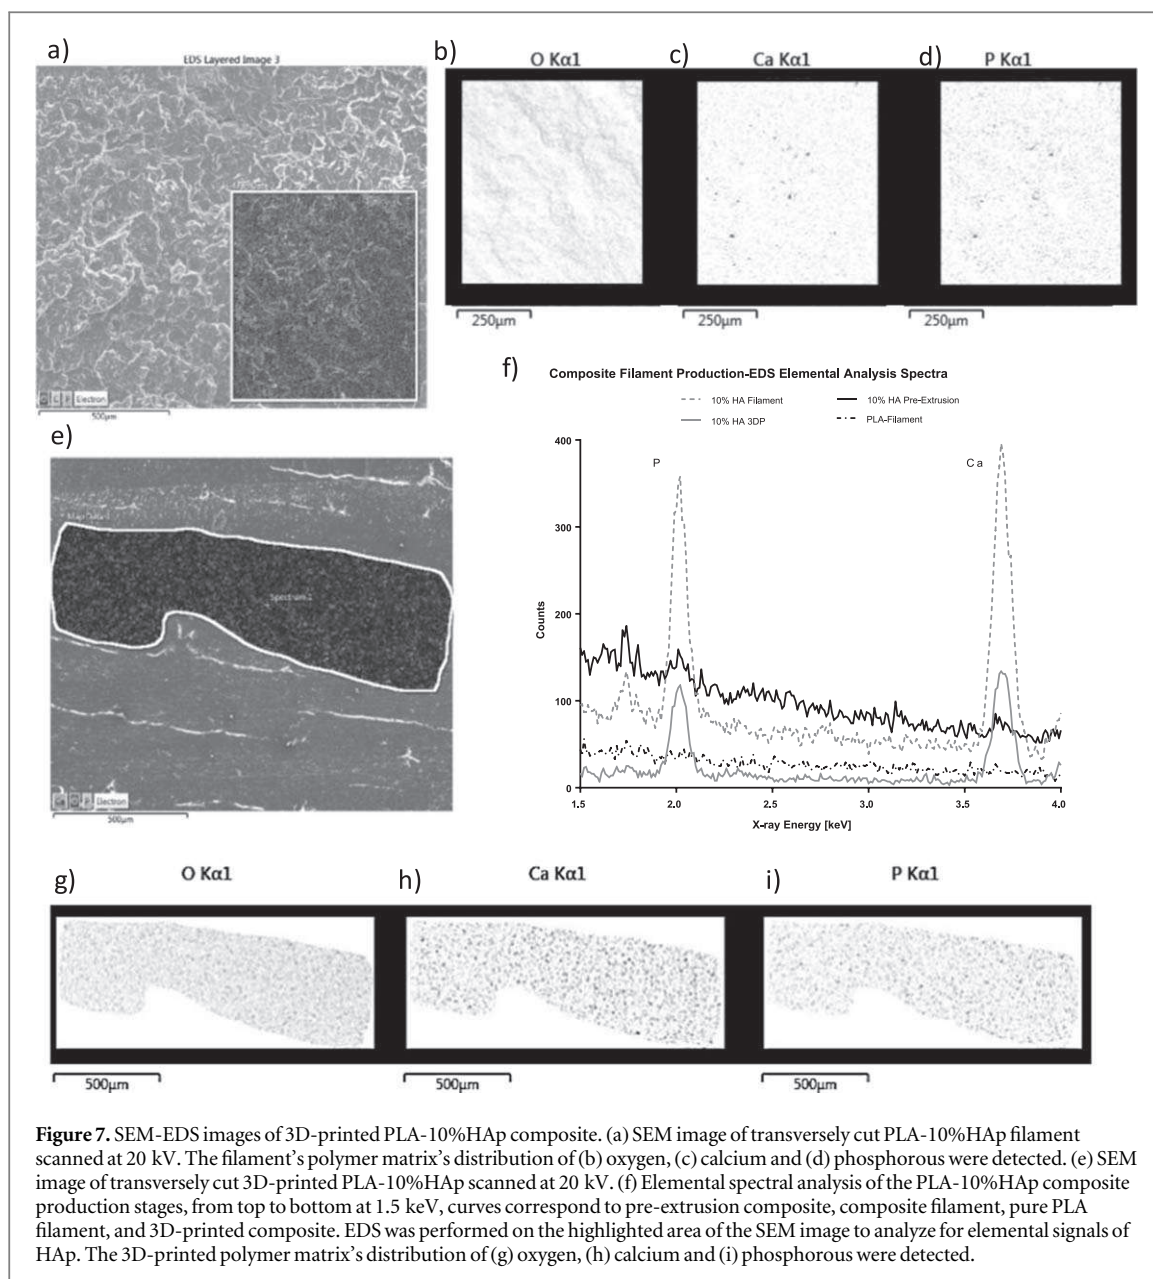 a)
EDS Layered Image 3
b)
O Kα1
c)
Ca Kα1
d)
P Kα1
250μm
250μm
250μm
Electron
500μm
e)
Spectrum 2
Electron
500μm
f)
Composite Filament Production-EDS Elemental Analysis Spectra
10% HA Filament
10% HA Pre-Extrusion
10% HA 3DP
PLA-Filament
400
300
200
100
0
Counts
P
Ca
1.5
2.0
2.5
3.0
3.5
4.0
X-ray Energy [keV]
g)
O Kα1
h)
Ca Kα1
i)
P Kα1
500μm
500μm
500μm
Figure 7. SEM-EDS images of 3D-printed PLA-10%HAp composite. (a) SEM image of transversely cut PLA-10%HAp filament
scanned at 20 kV. The filament's polymer matrix's distribution of (b) oxygen, (c) calcium and (d) phosphorous were detected. (e) SEM
image of transversely cut 3D-printed PLA-10%HAp scanned at 20 kV. (f) Elemental spectral analysis of the PLA-10%HAp composite
production stages, from top to bottom at 1.5 keV, curves correspond to pre-extrusion composite, composite filament, pure PLA
filament, and 3D-printed composite. EDS was performed on the highlighted area of the SEM image to analyze for elemental signals of
HAp. The 3D-printed polymer matrix's distribution of (g) oxygen, (h) calcium and (i) phosphorous were detected.